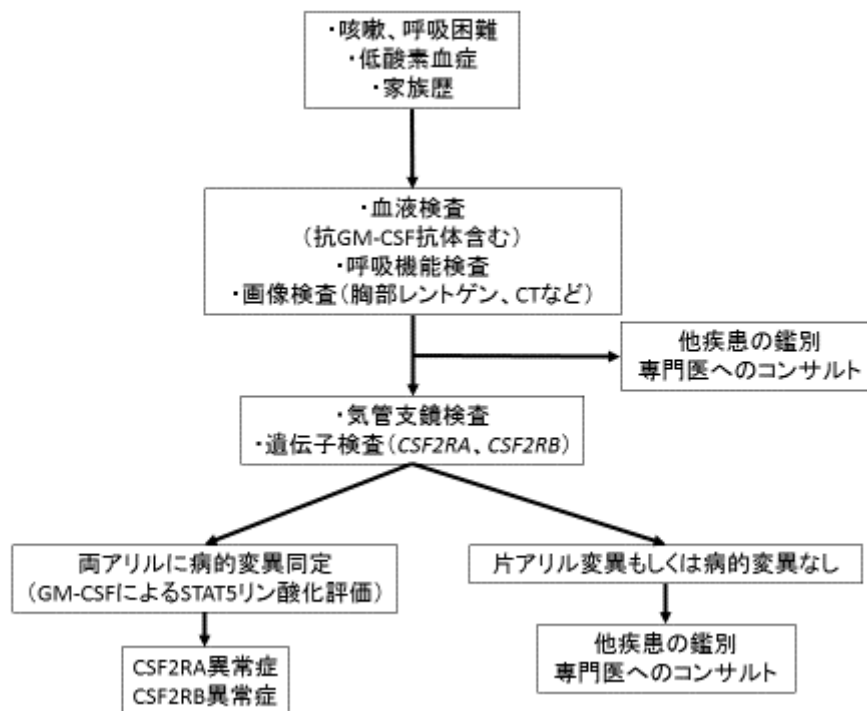 ・咳嗽、呼吸困難
・低酸素血症
・家族歴
・血液検査
（抗GM-CSF抗体含む）
・呼吸機能検査
・画像検査（胸部レントゲン、CTなど）
他疾患の鑑別
専門医へのコンサルト
・気管支鏡検査
・遺伝子検査（CSF2RA、CSF2RB）
両アリルに病的変異同定
（GM-CSFによるSTAT5リン酸化評価）
片アリル変異もしくは病的変異なし
CSF2RA異常症
CSF2RB異常症
他疾患の鑑別
専門医へのコンサルト